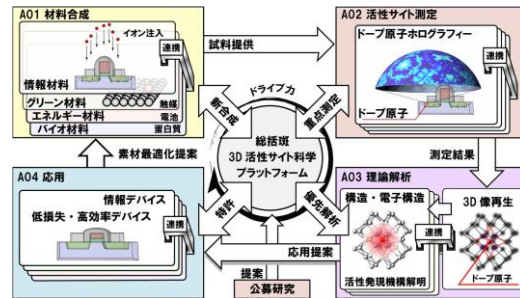 A01 材料合成
イオン注入
連携
情報材料
グリーン材料
触媒
エネルギー材料
電池
バイオ材料
蛋白質
試料提供
A02 活性サイト測定
ドープ原子ホログラフィー
連携
ドープ原子
ドライブ力
新合成
重点測定
総括班
3D 活性サイト科学
プラットフォーム
特許
優先解析
測定結果
素材最適化提案
A04 応用
情報デバイス
低損失・高効率デバイス
連携
応用提案
提案
公募研究
A03 理論解析
構造・電子構造
連携
活性発現機構解明
3D 像再生
ドープ原子